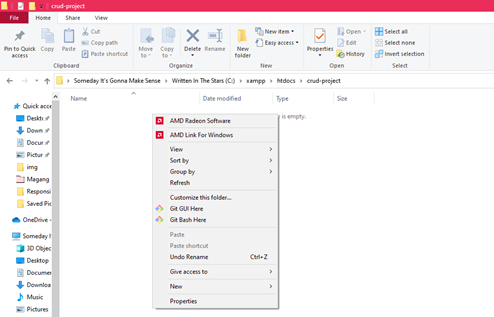 crud-project
File Home Share View
Pin to Quick access
Copy
Paste
Cut
Copy path
Paste shortcut
Clipboard
Move to
Copy to
Delete
Rename
Organize
New folder
New item
Easy access
New
Properties
Open
Edit
History
Open
Select all
Select none
Invert selection
Select
Someday It's Gonna Make Sense › Written In The Stars (C:) › xampp › htdocs › crud-project
Name Date modified Type Size
is empty.
Quick acces
Deskt
Down
Docur
Pictur
img
Magang
Responsi
Saved Pic
OneDrive -
Someday It
3D Objec
Desktop
Documen
Downloa
Music
Pictures
AMD Radeon Software
AMD Link For Windows
View
Sort by
Group by
Refresh
Customize this folder...
Git GUI Here
Git Bash Here
Paste
Paste shortcut
Undo Rename Ctrl+Z
Give access to
New
Properties